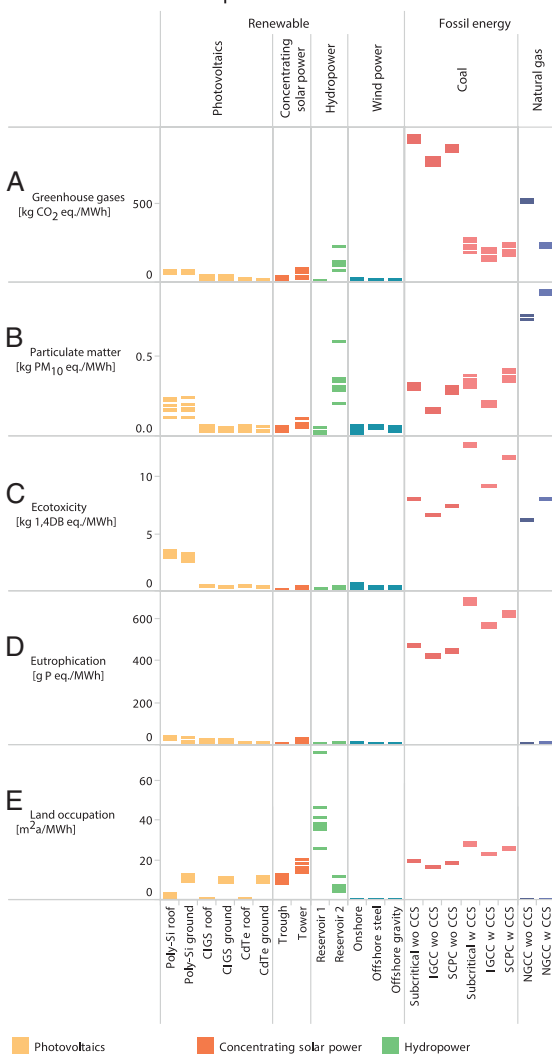 Renewable
Fossil energy
Photovoltaics
Concentrating
solar power
Hydropower
Wind power
Coal
Natural gas
A
Greenhouse gases
[kg CO2 eq./MWh]
500
0
B
Particulate matter
[kg PM10 eq./MWh]
0.5
0.0
C
Ecotoxicity
[kg 1,4DB eq./MWh]
10
5
0
D
Eutrophication
[g P eq./MWh]
600
400
200
0
E
Land occupation
[m2a/MWh]
60
40
20
0
Poly-Si roof
Poly-Si ground
CIGS roof
CIGS ground
CdTe roof
CdTe ground
Trough
Tower
Reservoir 1
Reservoir 2
Onshore
Offshore steel
Offshore gravity
Subcritical wo CCS
IGCC wo CCS
SCPC wo CCS
Subcritical w CCS
IGCC w CCS
SCPC w CCS
NGCC wo CCS
NGCC w CCS
Photovoltaics
Concentrating solar power
Hydropower